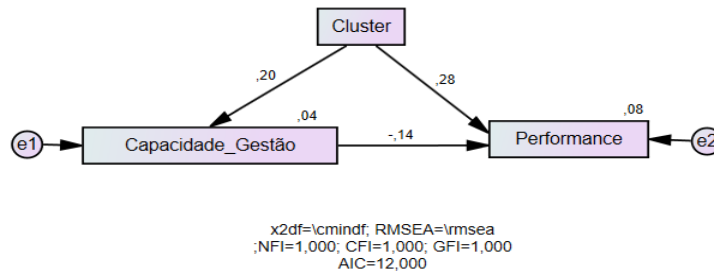 Cluster
,20
,28
,04
,08
e1
Capacidade_Gestão
-,14
Performance
e2
x2df=\cmindf; RMSEA=\rmsea
;NFI=1,000; CFI=1,000; GFI=1,000
AIC=12,000